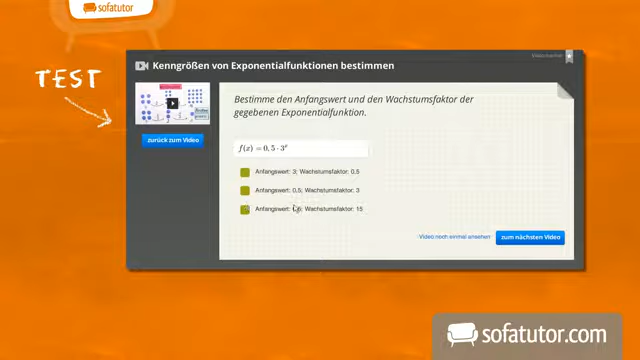 sofatutor
Kenngrößen von Exponentialfunktionen bestimmen
TEST
zurück zum Video
Bestimme den Anfangswert und den Wachstumsfaktor der
gegebenen Exponentialfunktion.
f(x) = 0,5 · 3ˣ
Anfangswert: 3; Wachstumsfaktor: 0,5
Anfangswert: 0,5; Wachstumsfaktor: 3
Anfangswert: Wachstumsfaktor: 15
Video noch einmal ansehen
zum nächsten Video
sofatutor.com